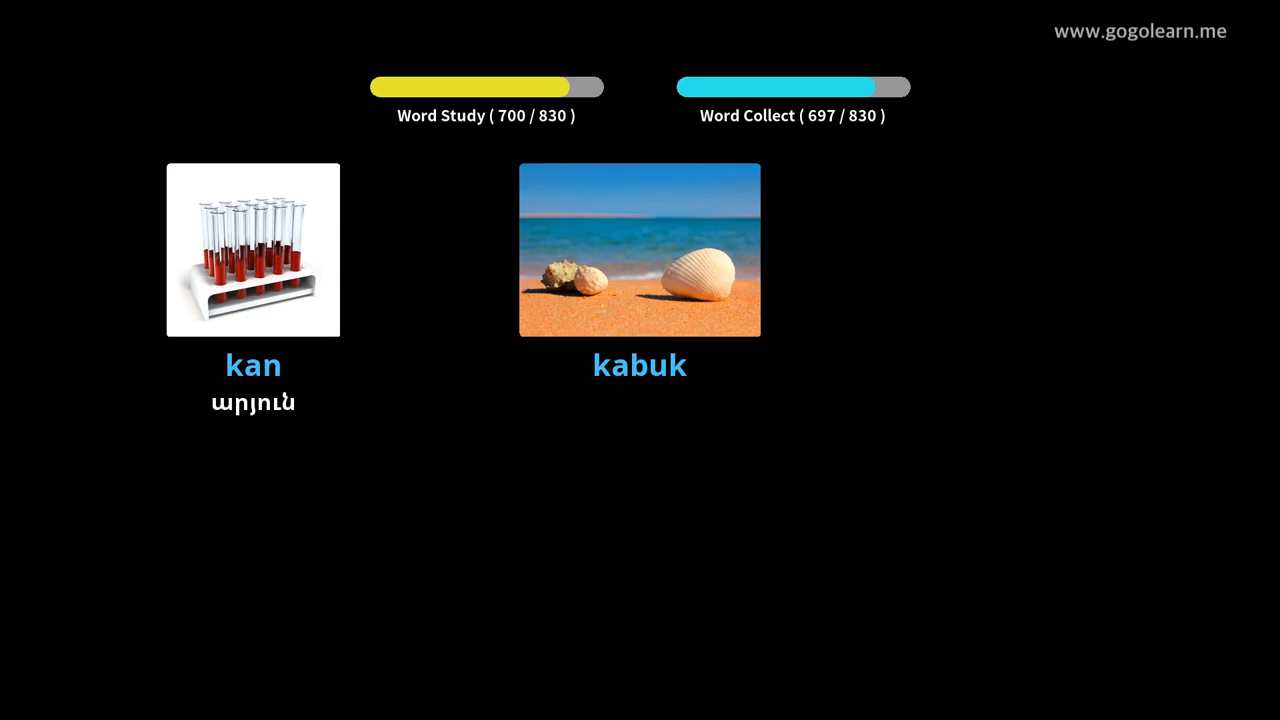 www.gogolearn.me
Word Study ( 700 / 830 )
Word Collect ( 697 / 830 )
kan
արյուն
kabuk